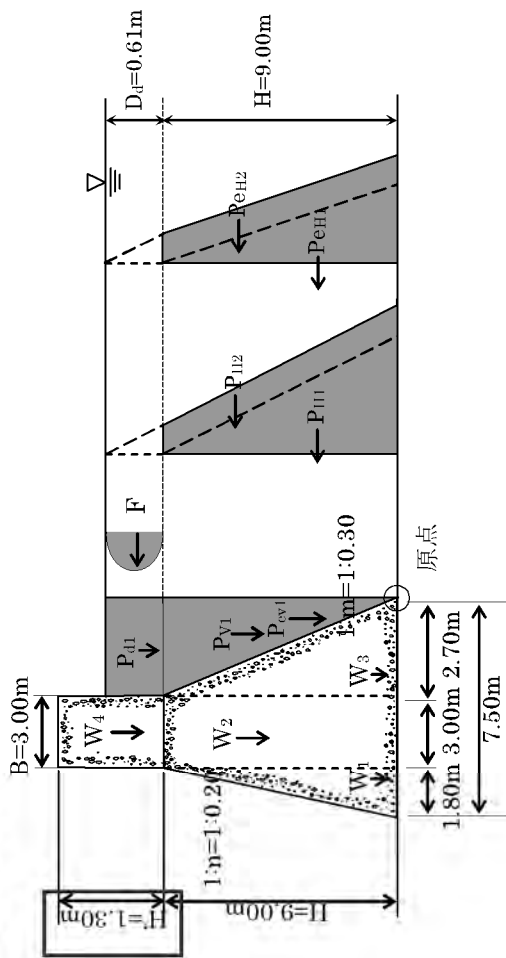 Dd=0.61m
H=9.00m
PeH2
PeH1
PH2
PH1
F
Pd1
PV1
Pev1
1:m=1:0.30
原点
B=3.00m
W4
W2
W3
W1
1:n=1:0.20
H'=1.30m
H=9.00m
1.80m
3.00m
2.70m
7.50m